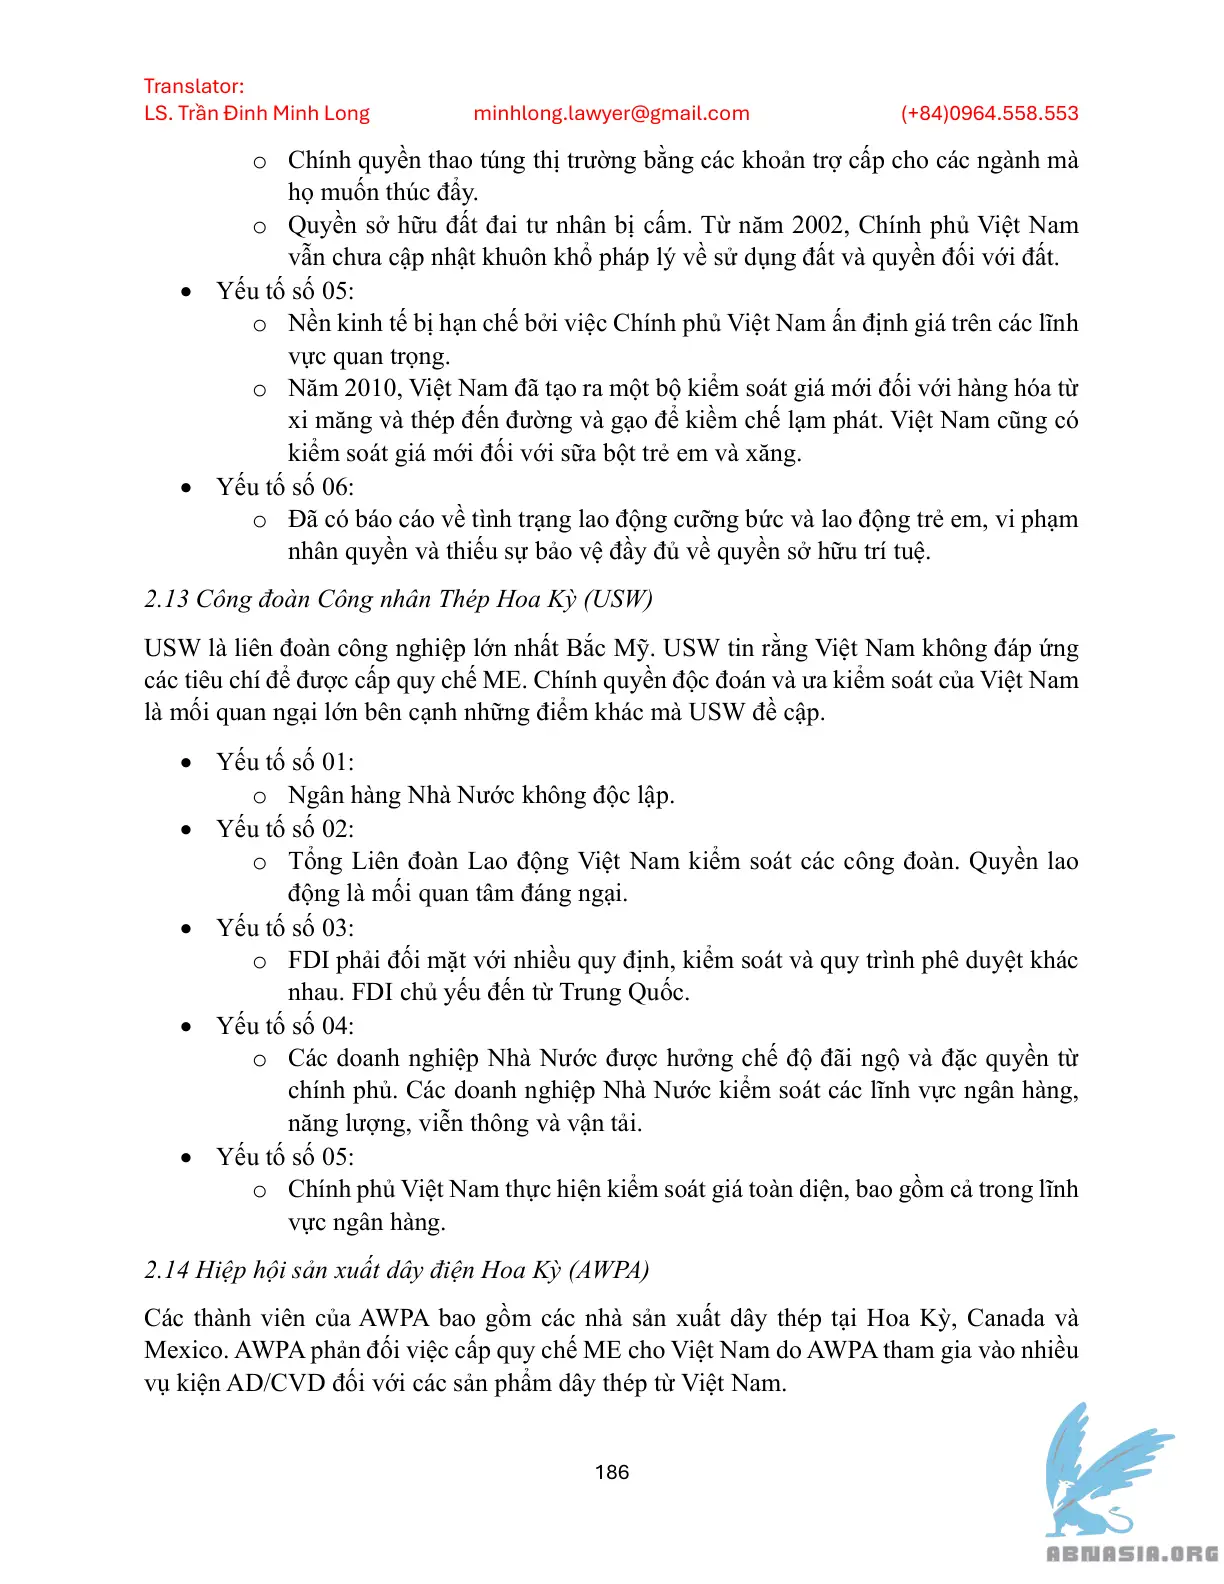 Translator:
LS. Trần Đinh Minh Long minhlong.lawyer@gmail.com (+84)0964.558.553
o Chính quyền thao túng thị trường bằng các khoản trợ cấp cho các ngành mà
họ muốn thúc đẩy.
o Quyền sở hữu đất đai tư nhân bị cấm. Từ năm 2002, Chính phủ Việt Nam
vẫn chưa cập nhật khuôn khổ pháp lý về sử dụng đất và quyền đối với đất.
• Yếu tố số 05:
o Nền kinh tế bị hạn chế bởi việc Chính phủ Việt Nam ấn định giá trên các lĩnh
vực quan trọng.
o Năm 2010, Việt Nam đã tạo ra một bộ kiểm soát giá mới đối với hàng hóa từ
xi măng và thép đến đường và gạo để kiềm chế lạm phát. Việt Nam cũng có
kiểm soát giá mới đối với sữa bột trẻ em và xăng.
• Yếu tố số 06:
o Đã có báo cáo về tình trạng lao động cưỡng bức và lao động trẻ em, vi phạm
nhân quyền và thiếu sự bảo vệ đầy đủ về quyền sở hữu trí tuệ.
2.13 Công đoàn Công nhân Thép Hoa Kỳ (USW)
USW là liên đoàn công nghiệp lớn nhất Bắc Mỹ. USW tin rằng Việt Nam không đáp ứng
các tiêu chí để được cấp quy chế ME. Chính quyền độc đoán và ưa kiểm soát của Việt Nam
là mối quan ngại lớn bên cạnh những điểm khác mà USW đề cập.
• Yếu tố số 01:
o Ngân hàng Nhà Nước không độc lập.
• Yếu tố số 02:
o Tổng Liên đoàn Lao động Việt Nam kiểm soát các công đoàn. Quyền lao
động là mối quan tâm đáng ngại.
• Yếu tố số 03:
o FDI phải đối mặt với nhiều quy định, kiểm soát và quy trình phê duyệt khác
nhau. FDI chủ yếu đến từ Trung Quốc.
• Yếu tố số 04:
o Các doanh nghiệp Nhà Nước được hưởng chế độ đãi ngộ và đặc quyền từ
chính phủ. Các doanh nghiệp Nhà Nước kiểm soát các lĩnh vực ngân hàng,
năng lượng, viễn thông và vận tải.
• Yếu tố số 05:
o Chính phủ Việt Nam thực hiện kiểm soát giá toàn diện, bao gồm cả trong lĩnh
vực ngân hàng.
2.14 Hiệp hội sản xuất dây điện Hoa Kỳ (AWPA)
Các thành viên của AWPA bao gồm các nhà sản xuất dây thép tại Hoa Kỳ, Canada và
Mexico. AWPA phản đối việc cấp quy chế ME cho Việt Nam do AWPA tham gia vào nhiều
vụ kiện AD/CVD đối với các sản phẩm dây thép từ Việt Nam.
186
ABNASIA.ORG